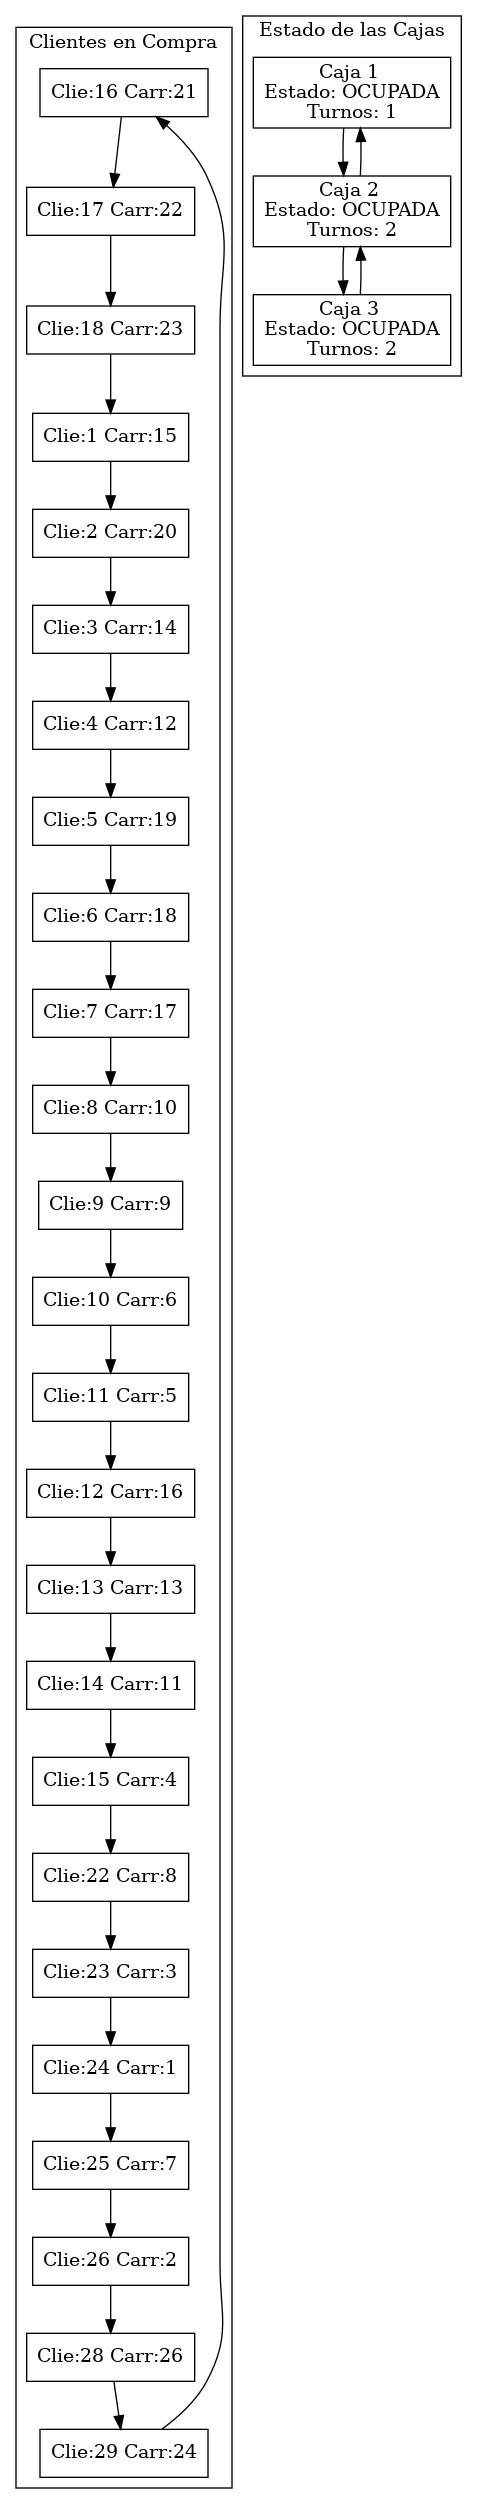 Clientes en Compra
Clie:16 Carr:21
Clie:17 Carr:22
Clie:18 Carr:23
Clie:1 Carr:15
Clie:2 Carr:20
Clie:3 Carr:14
Clie:4 Carr:12
Clie:5 Carr:19
Clie:6 Carr:18
Clie:7 Carr:17
Clie:8 Carr:10
Clie:9 Carr:9
Clie:10 Carr:6
Clie:11 Carr:5
Clie:12 Carr:16
Clie:13 Carr:13
Clie:14 Carr:11
Clie:15 Carr:4
Clie:22 Carr:8
Clie:23 Carr:3
Clie:24 Carr:1
Clie:25 Carr:7
Clie:26 Carr:2
Clie:28 Carr:26
Clie:29 Carr:24
Estado de las Cajas
Caja 1
Estado: OCUPADA
Turnos: 1
Caja 2
Estado: OCUPADA
Turnos: 2
Caja 3
Estado: OCUPADA
Turnos: 2